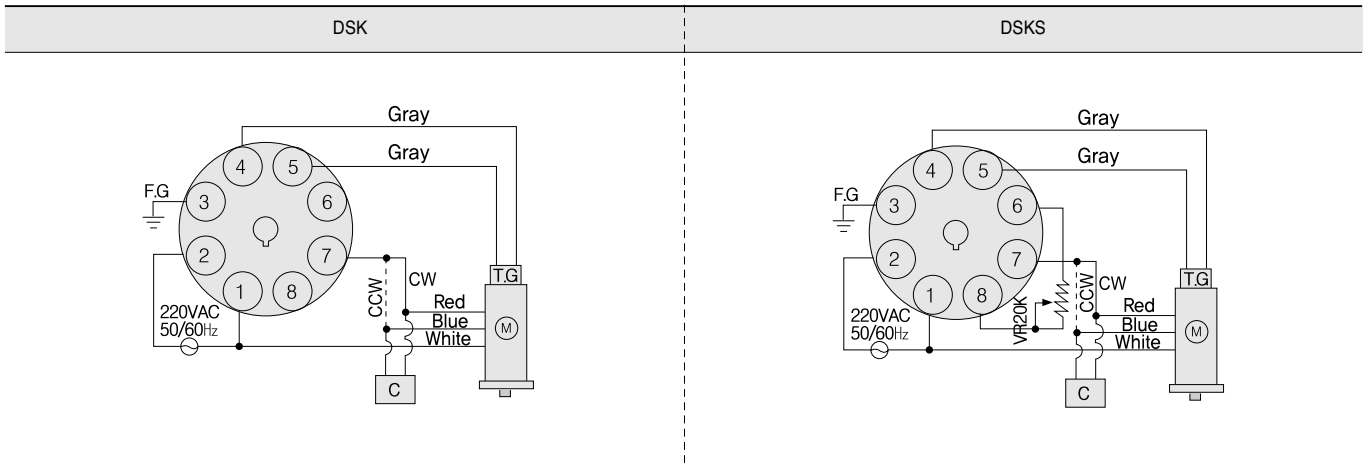 DSK
DSKS
Gray
Gray
4
5
F.G
3
6
2
7
1
8
CCW
CW
T.G
220VAC
50/60Hz
Red
Blue
White
M
C
Gray
Gray
4
5
F.G
3
6
2
7
1
8
VR20K
CCW
CW
T.G
220VAC
50/60Hz
Red
Blue
White
M
C